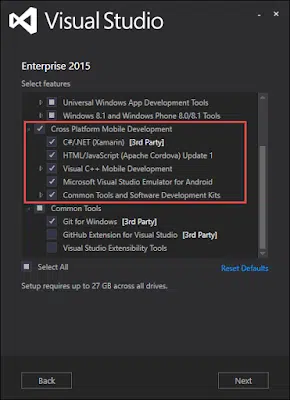 Visual Studio
Enterprise 2015
Select features
Universal Windows App Development Tools
Windows 8.1 and Windows Phone 8.0/8.1 Tools
Cross Platform Mobile Development
C#/.NET (Xamarin) [3rd Party]
HTML/JavaScript (Apache Cordova) Update 1
Visual C++ Mobile Development
Microsoft Visual Studio Emulator for Android
Common Tools and Software Development Kits
Common Tools
Git for Windows [3rd Party]
GitHub Extension for Visual Studio [3rd Party]
Visual Studio Extensibility Tools
Select All Reset Defaults
Setup requires up to 27 GB across all drives.
Back Next